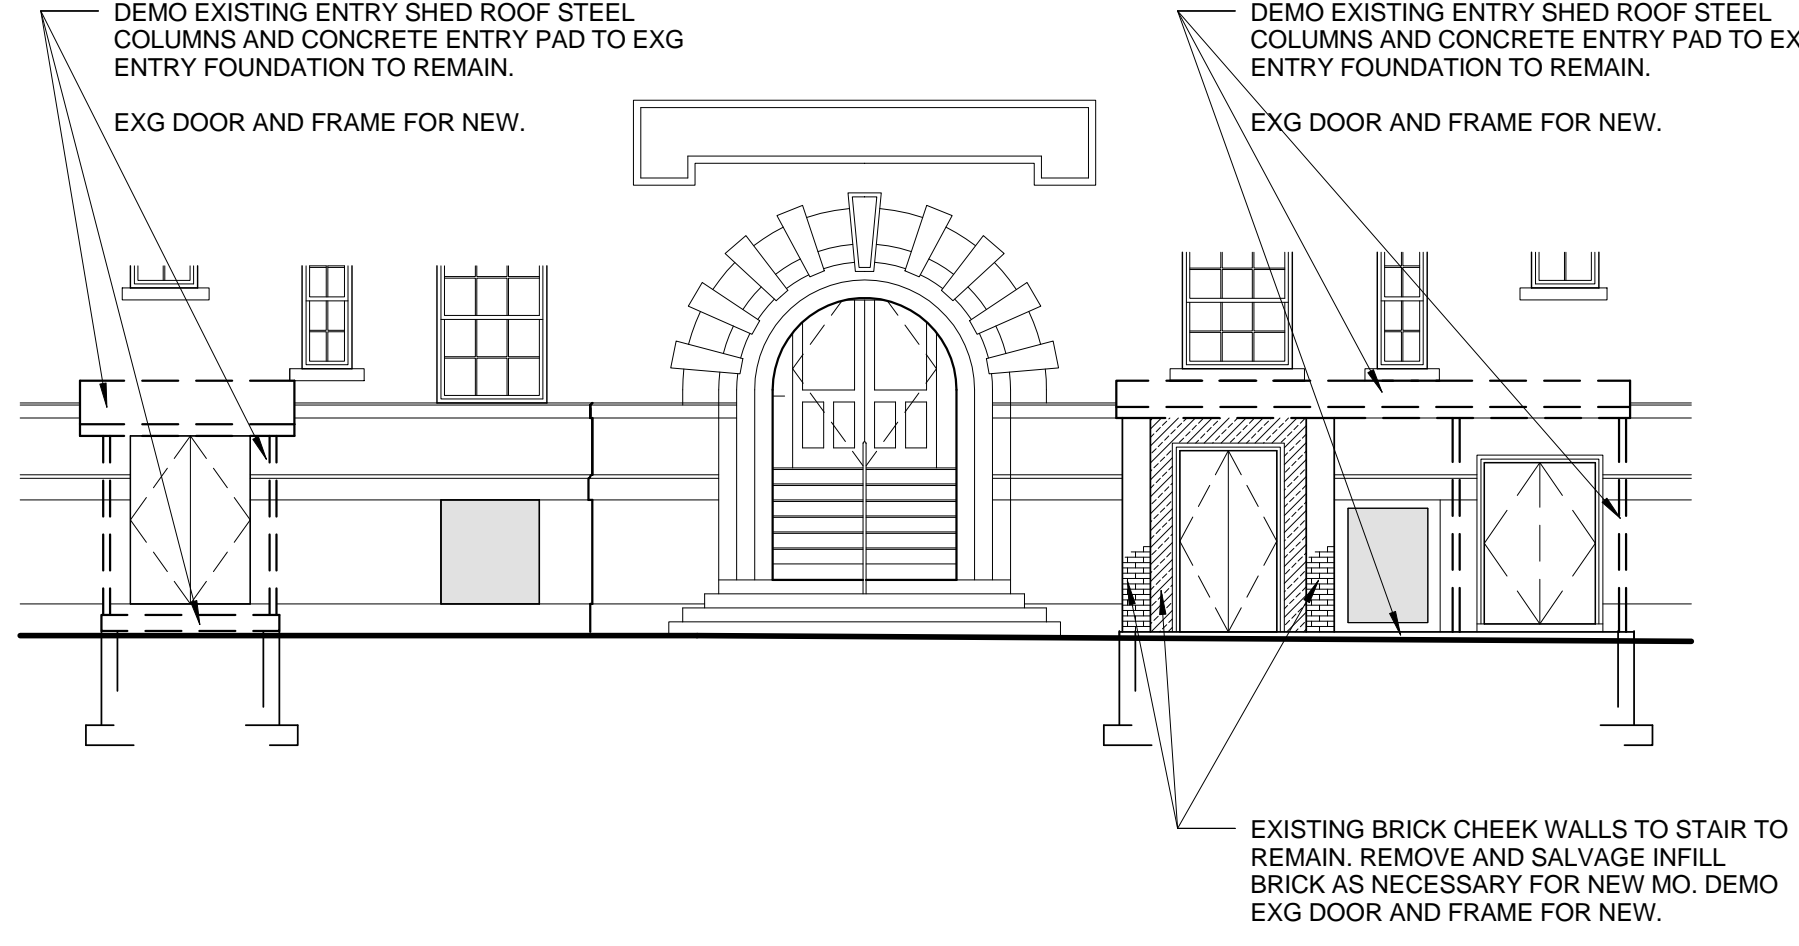 DEMO EXISTING ENTRY SHED ROOF STEEL
COLUMNS AND CONCRETE ENTRY PAD TO EXG
ENTRY FOUNDATION TO REMAIN.
EXG DOOR AND FRAME FOR NEW.
DEMO EXISTING ENTRY SHED ROOF STEEL
COLUMNS AND CONCRETE ENTRY PAD TO
ENTRY FOUNDATION TO REMAIN.
EXG DOOR AND FRAME FOR NEW.
EXISTING BRICK CHEEK WALLS TO STAIR TO
REMAIN. REMOVE AND SALVAGE INFILL
BRICK AS NECESSARY FOR NEW MO. DEMO
EXG DOOR AND FRAME FOR NEW.